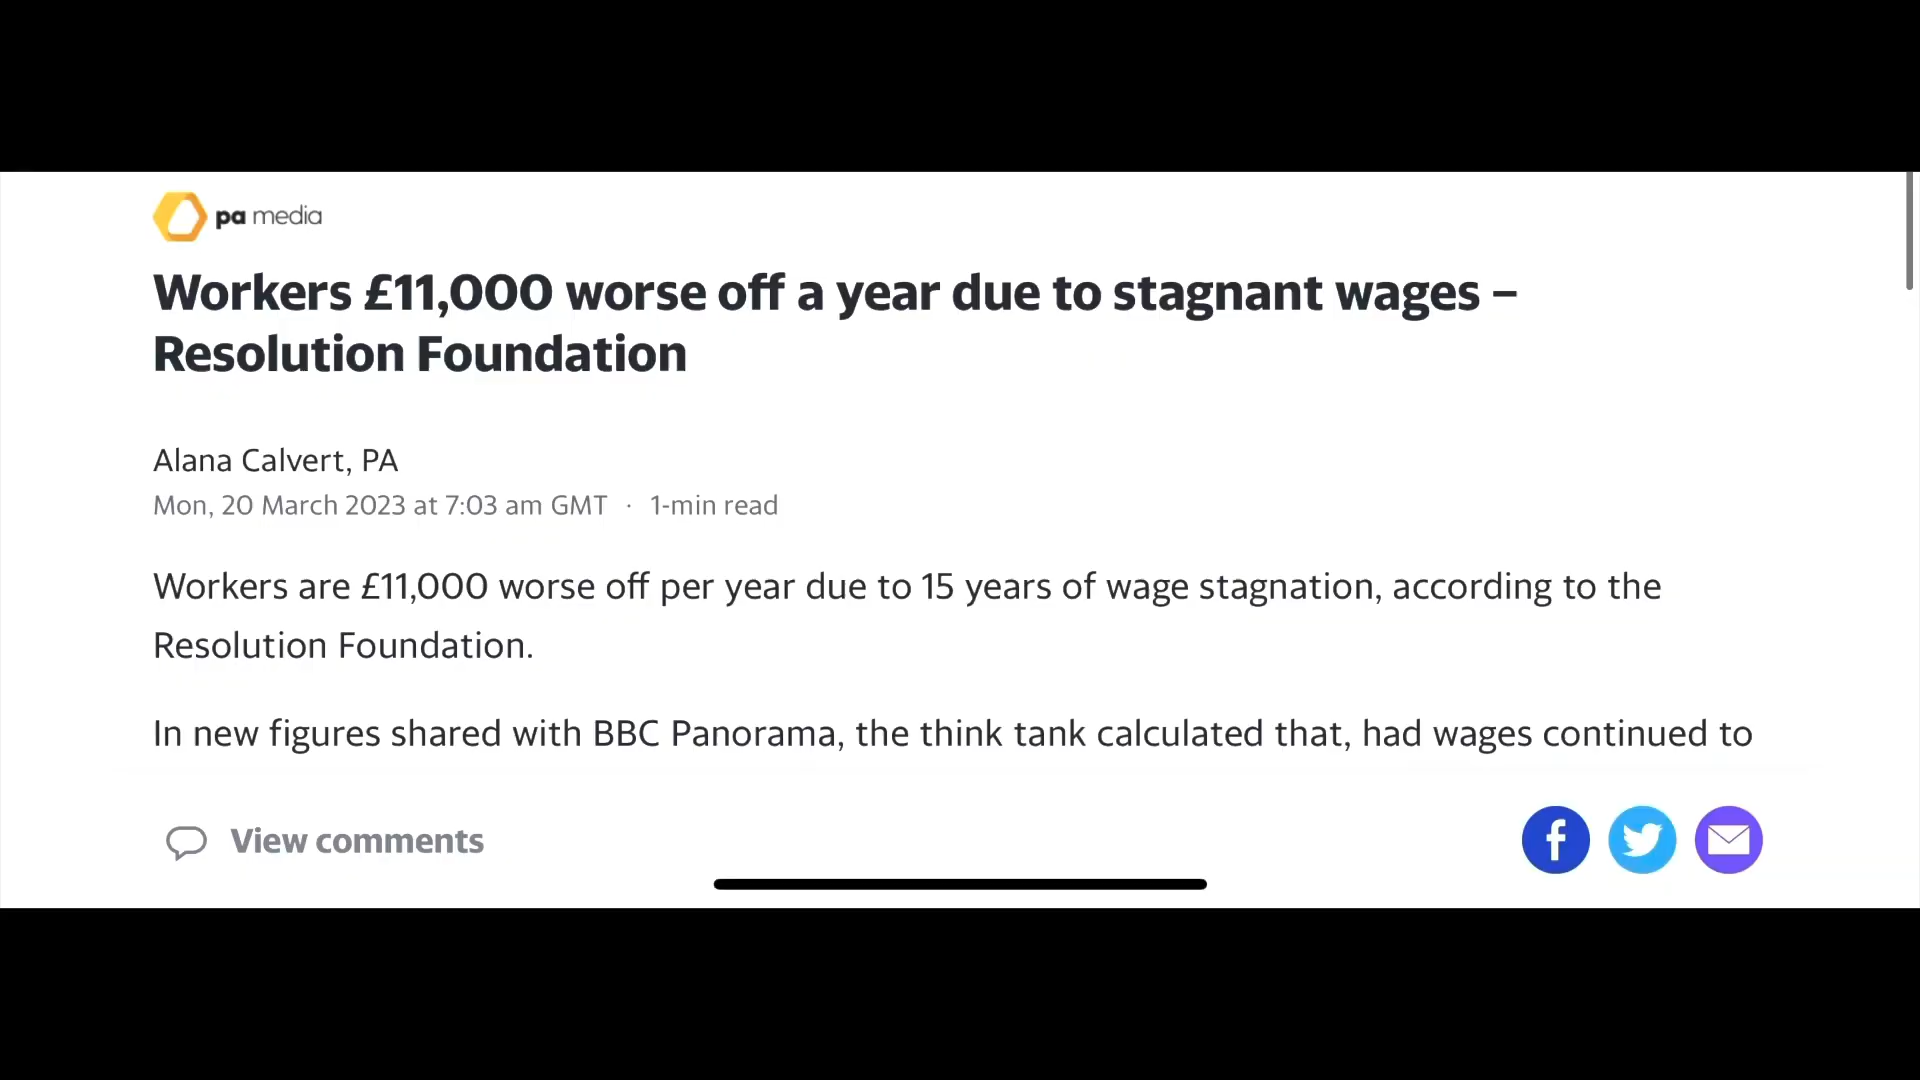 pa media
Workers £11,000 worse off a year due to stagnant wages –
Resolution Foundation
Alana Calvert, PA
Mon, 20 March 2023 at 7:03 am GMT · 1-min read
Workers are £11,000 worse off per year due to 15 years of wage stagnation, according to the
Resolution Foundation.
In new figures shared with BBC Panorama, the think tank calculated that, had wages continued to
View comments